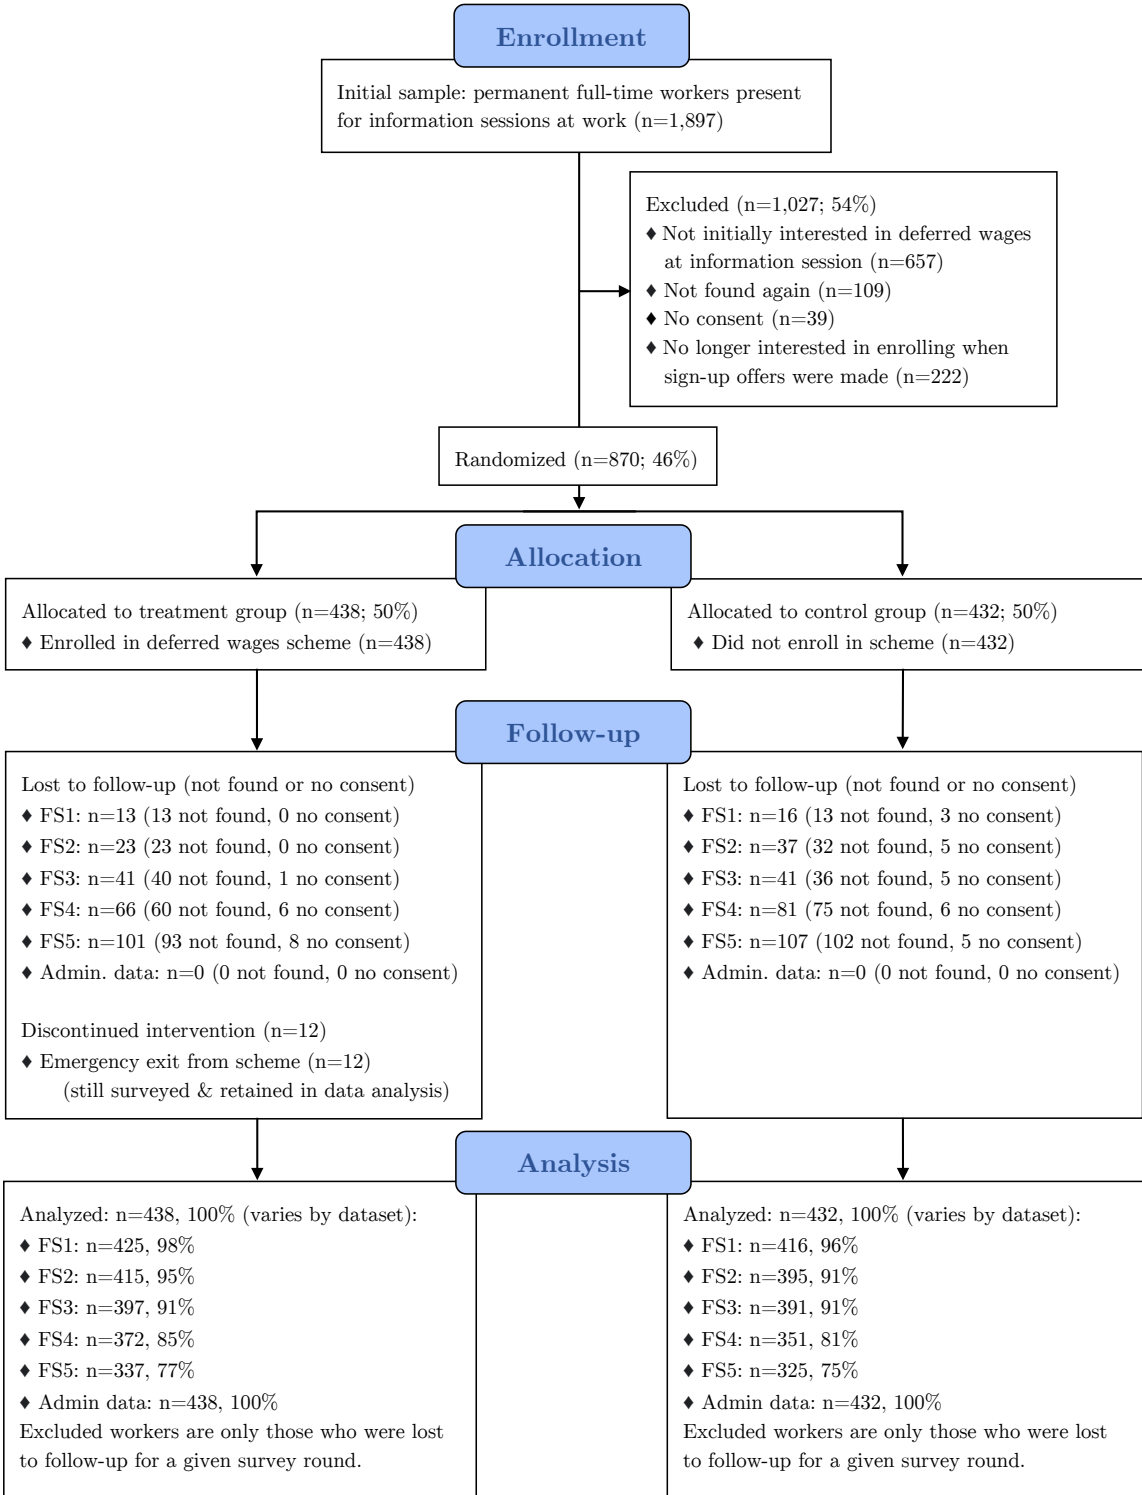 Enrollment
Initial sample: permanent full-time workers present
for information sessions at work (n=1,897)
Excluded (n=1,027; 54%)
♦ Not initially interested in deferred wages
at information session (n=657)
♦ Not found again (n=109)
♦ No consent (n=39)
♦ No longer interested in enrolling when
sign-up offers were made (n=222)
Randomized (n=870; 46%)
Allocation
Allocated to treatment group (n=438; 50%)
♦ Enrolled in deferred wages scheme (n=438)
Allocated to control group (n=432; 50%)
♦ Did not enroll in scheme (n=432)
Follow-up
Lost to follow-up (not found or no consent)
♦ FS1: n=13 (13 not found, 0 no consent)
♦ FS2: n=23 (23 not found, 0 no consent)
♦ FS3: n=41 (40 not found, 1 no consent)
♦ FS4: n=66 (60 not found, 6 no consent)
♦ FS5: n=101 (93 not found, 8 no consent)
♦ Admin. data: n=0 (0 not found, 0 no consent)
Discontinued intervention (n=12)
♦ Emergency exit from scheme (n=12)
(still surveyed & retained in data analysis)
Lost to follow-up (not found or no consent)
♦ FS1: n=16 (13 not found, 3 no consent)
♦ FS2: n=37 (32 not found, 5 no consent)
♦ FS3: n=41 (36 not found, 5 no consent)
♦ FS4: n=81 (75 not found, 6 no consent)
♦ FS5: n=107 (102 not found, 5 no consent)
♦ Admin. data: n=0 (0 not found, 0 no consent)
Analysis
Analyzed: n=438, 100% (varies by dataset):
♦ FS1: n=425, 98%
♦ FS2: n=415, 95%
♦ FS3: n=397, 91%
♦ FS4: n=372, 85%
♦ FS5: n=337, 77%
♦ Admin data: n=438, 100%
Excluded workers are only those who were lost
to follow-up for a given survey round.
Analyzed: n=432, 100% (varies by dataset):
♦ FS1: n=416, 96%
♦ FS2: n=395, 91%
♦ FS3: n=391, 91%
♦ FS4: n=351, 81%
♦ FS5: n=325, 75%
♦ Admin data: n=432, 100%
Excluded workers are only those who were lost
to follow-up for a given survey round.